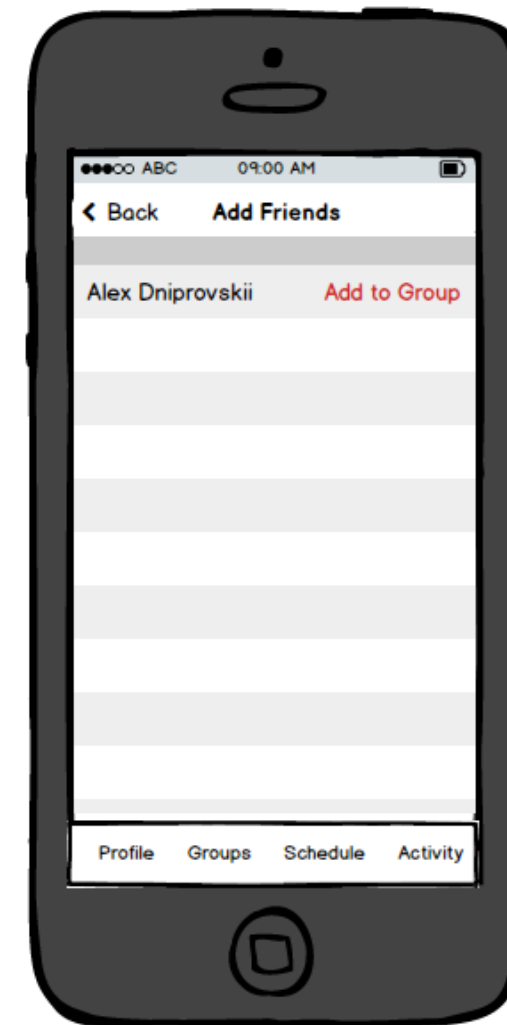 ABC 09:00 AM
Back Add Friends
Alex Dniprovskii Add to Group
Profile Groups Schedule Activity